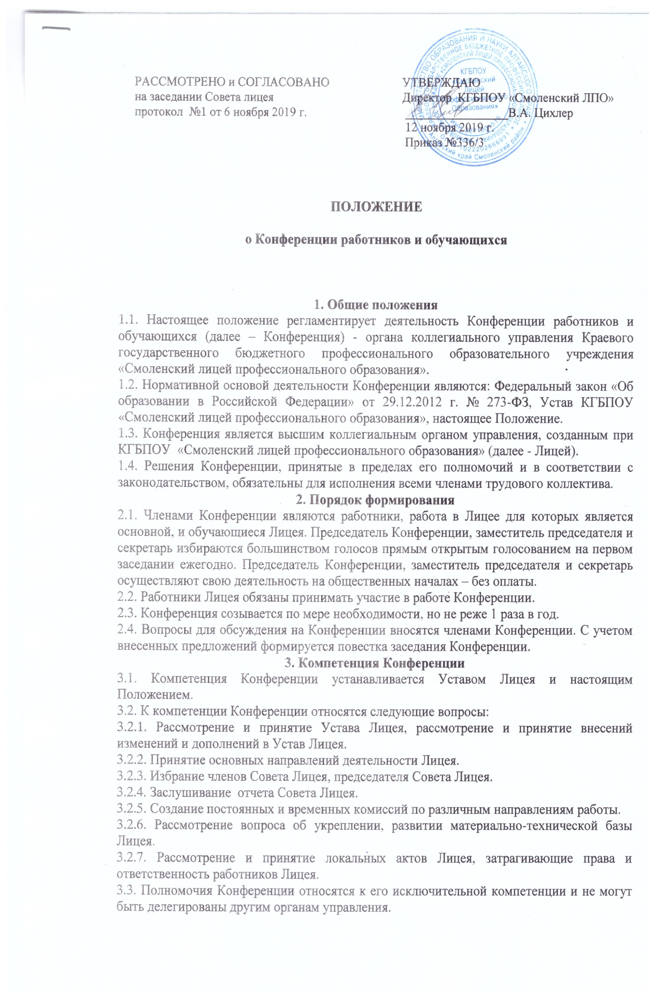 РАССМОТРЕНО и СОГЛАСОВАНО
на заседании Совета лицея
протокол №1 от 6 ноября 2019 г.
УТВЕРЖДАЮ
Директор КГБПОУ «Смоленский ЛПО»
В.А. Цихлер
12 ноября 2019 г.
Приказ №336/3
КГБПОУ
«Смоленский
Лицей
профессионального
Образования»
МИНИСТЕРСТВО ОБРАЗОВАНИЯ И НАУКИ АЛТАЙСКОГО КРАЯ
Алтайский край Смоленский район
1022202666991
ПОЛОЖЕНИЕ
о Конференции работников и обучающихся
1. Общие положения
1.1. Настоящее положение регламентирует деятельность Конференции работников и
обучающихся (далее – Конференция) - органа коллегиального управления Краевого
государственного бюджетного профессионального образовательного учреждения
«Смоленский лицей профессионального образования».
1.2. Нормативной основой деятельности Конференции являются: Федеральный закон «Об
образовании в Российской Федерации» от 29.12.2012 г. № 273-ФЗ, Устав КГБПОУ
«Смоленский лицей профессионального образования», настоящее Положение.
1.3. Конференция является высшим коллегиальным органом управления, созданным при
КГБПОУ «Смоленский лицей профессионального образования» (далее - Лицей).
1.4. Решения Конференции, принятые в пределах его полномочий и в соответствии с
законодательством, обязательны для исполнения всеми членами трудового коллектива.
2. Порядок формирования
2.1. Членами Конференции являются работники, работа в Лицее для которых является
основной, и обучающиеся Лицея. Председатель Конференции, заместитель председателя и
секретарь избираются большинством голосов прямым открытым голосованием на первом
заседании ежегодно. Председатель Конференции, заместитель председателя и секретарь
осуществляют свою деятельность на общественных началах – без оплаты.
2.2. Работники Лицея обязаны принимать участие в работе Конференции.
2.3. Конференция созывается по мере необходимости, но не реже 1 раза в год.
2.4. Вопросы для обсуждения на Конференции вносятся членами Конференции. С учетом
внесенных предложений формируется повестка заседания Конференции.
3. Компетенция Конференции
3.1. Компетенция Конференции устанавливается Уставом Лицея и настоящим
Положением.
3.2. К компетенции Конференции относятся следующие вопросы:
3.2.1. Рассмотрение и принятие Устава Лицея, рассмотрение и принятие внесений
изменений и дополнений в Устав Лицея.
3.2.2. Принятие основных направлений деятельности Лицея.
3.2.3. Избрание членов Совета Лицея, председателя Совета Лицея.
3.2.4. Заслушивание отчета Совета Лицея.
3.2.5. Создание постоянных и временных комиссий по различным направлениям работы.
3.2.6. Рассмотрение вопроса об укреплении, развитии материально-технической базы
Лицея.
3.2.7. Рассмотрение и принятие локальных актов Лицея, затрагивающие права и
ответственность работников Лицея.
3.3. Полномочия Конференции относятся к его исключительной компетенции и не могут
быть делегированы другим органам управления.